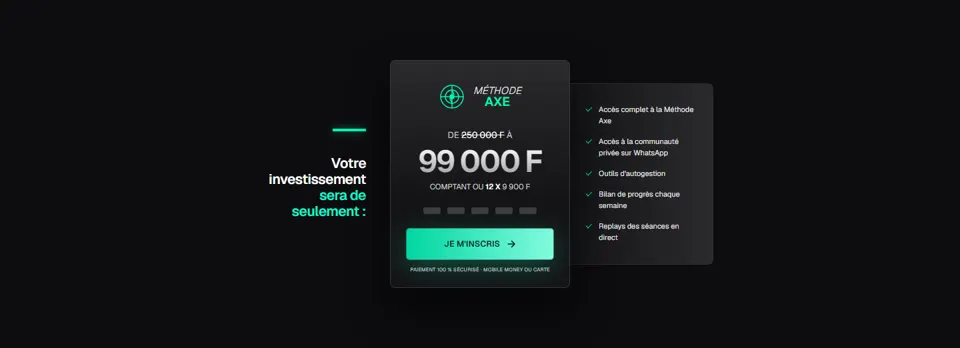 Votre
investissement
sera de
seulement :
MÉTHODE
AXE
DE 250 000 F À
99 000 F
COMPTANT OU 12 X 9 900 F
JE M'INSCRIS →
PAIEMENT 100 % SÉCURISÉ · MOBILE MONEY OU CARTE
Accès complet à la Méthode
Axe
Accès à la communauté
privée sur WhatsApp
Outils d'autogestion
Bilan de progrès chaque
semaine
Replays des séances en
direct